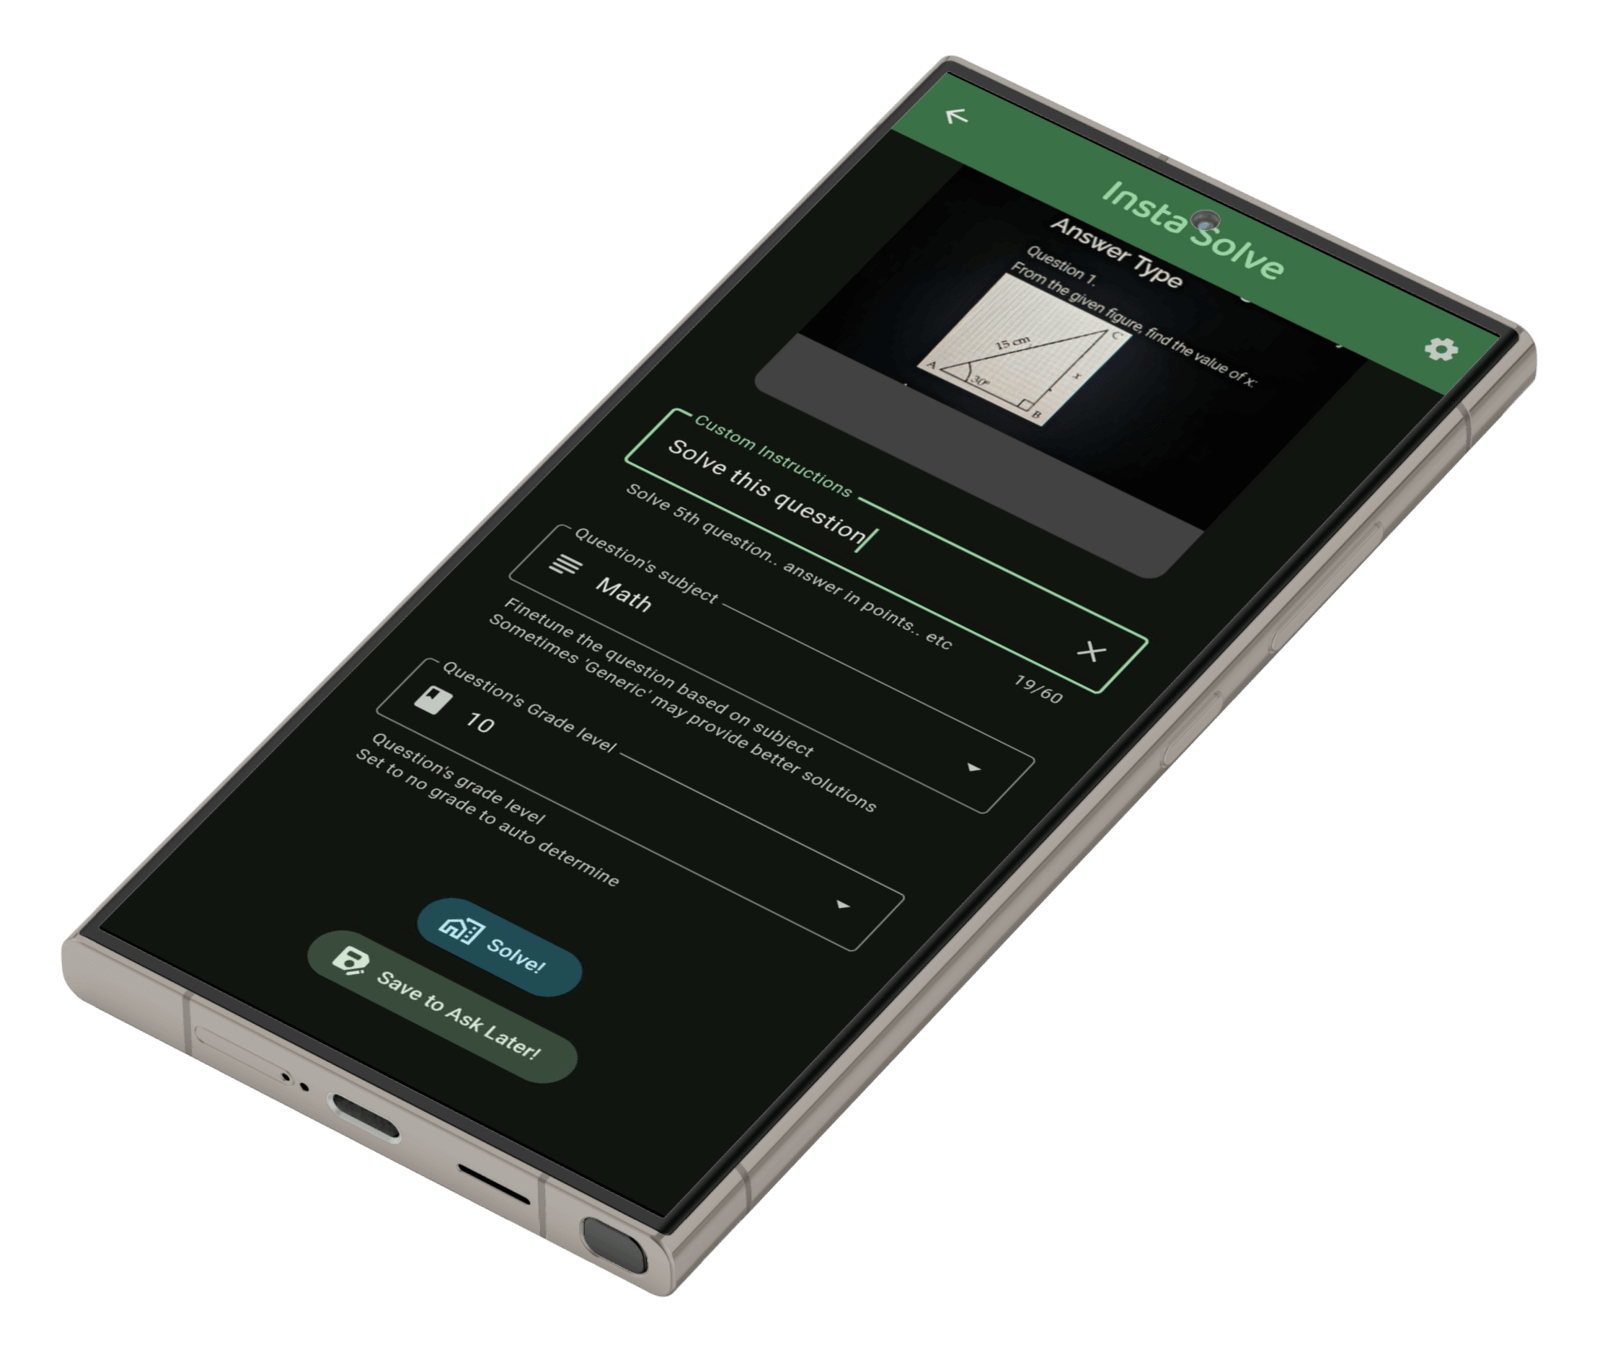 Insta Solve
Answer Type
Question 1.
From the given figure, find the value of x:
C
15 cm
x
A
30°
B
Custom Instructions
Solve this question
Solve 5th question.. answer in points.. etc
19/60
Question's subject
Math
Finetune the question based on subject
Sometimes 'Generic' may provide better solutions
Question's Grade level
10
Question's grade level
Set to no grade to auto determine
Solve!
Save to Ask Later!